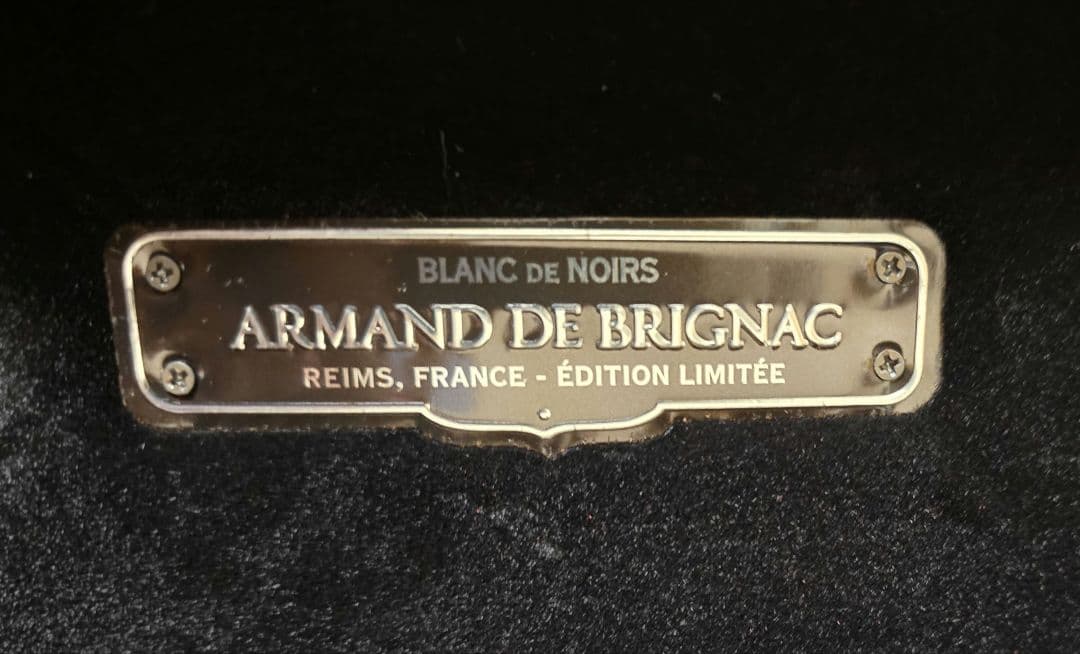 BLANC DE NOIRS
ARMAND DE BRIGNAC
REIMS, FRANCE - ÉDITION LIMITÉE